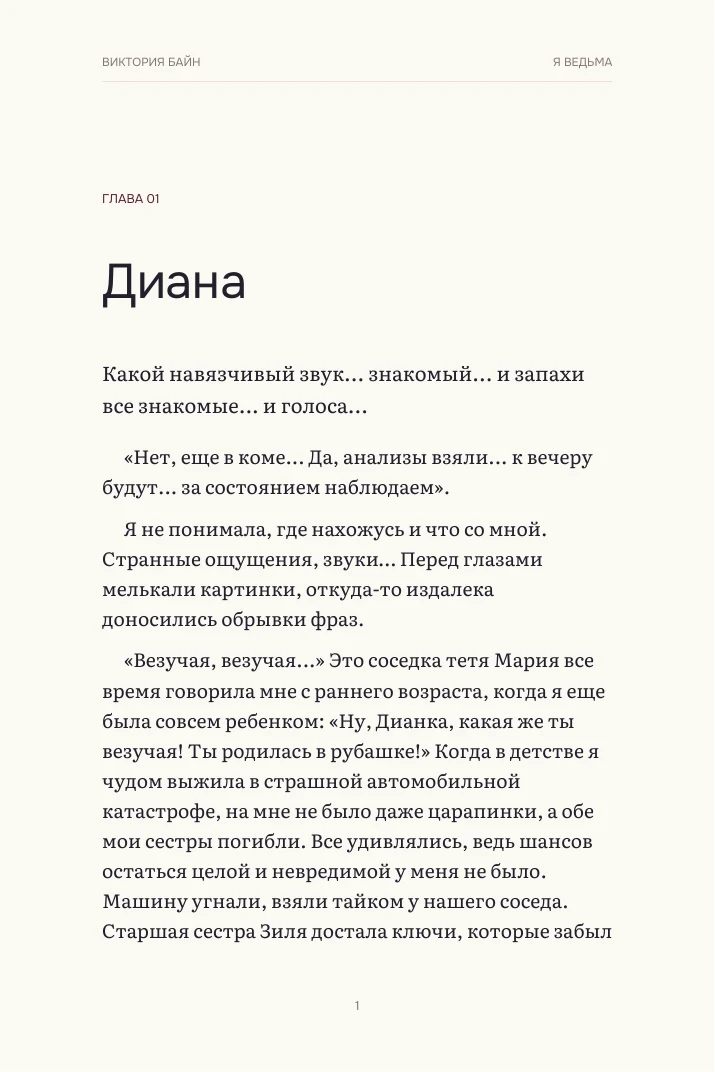 ВИКТОРИЯ БАЙН
Я ВЕДЬМА
ГЛАВА 01
Диана
Какой навязчивый звук… знакомый… и запахи
все знакомые… и голоса…
«Нет, еще в коме… Да, анализы взяли… к вечеру
будут… за состоянием наблюдаем».
Я не понимала, где нахожусь и что со мной.
Странные ощущения, звуки… Перед глазами
мелькали картинки, откуда-то издалека
доносились обрывки фраз.
«Везучая, везучая…» Это соседка тетя Мария все
время говорила мне с раннего возраста, когда я еще
была совсем ребенком: «Ну, Дианка, какая же ты
везучая! Ты родилась в рубашке!» Когда в детстве я
чудом выжила в страшной автомобильной
катастрофе, на мне не было даже царапинки, а обе
мои сестры погибли. Все удивлялись, ведь шансов
остаться целой и невредимой у меня не было.
Машину угнали, взяли тайком у нашего соседа.
Старшая сестра Зиля достала ключи, которые забыл
1